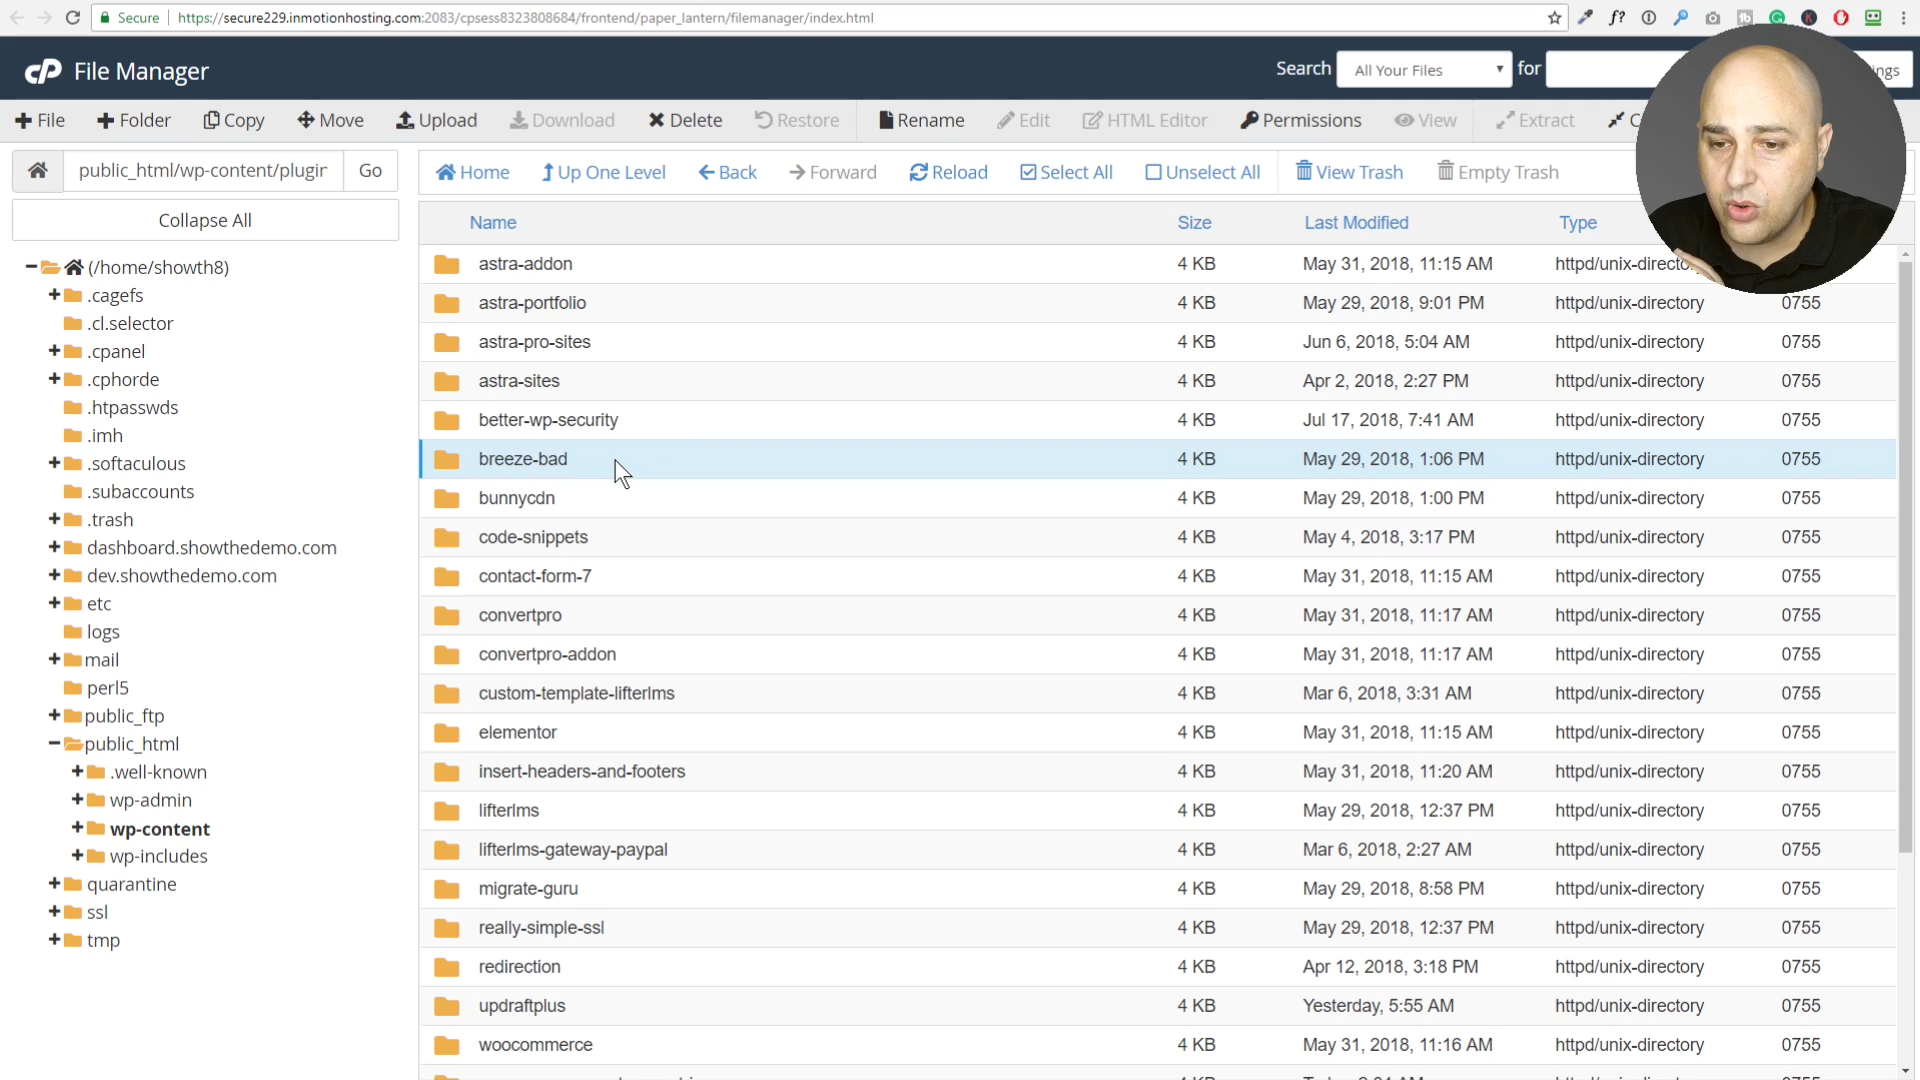 Secure https://secure229.inmotionhosting.com:2083/cpsess8323808684/frontend/paper_lantern/filemanager/index.html
cP File Manager
Search All Your Files for
File Folder Copy Move Upload Download Delete Restore Rename Edit HTML Editor Permissions View Extract
public_html/wp-content/plugin Go Home Up One Level Back Forward Reload Select All Unselect All View Trash Empty Trash
Collapse All
(/home/showth8)
.cagefs
.cl.selector
.cpanel
.cphorde
.htpasswds
.imh
.softaculous
.subaccounts
.trash
dashboard.showthedemo.com
dev.showthedemo.com
etc
logs
mail
perl5
public_ftp
public_html
.well-known
wp-admin
wp-content
wp-includes
quarantine
ssl
tmp
Name Size Last Modified Type
astra-addon 4 KB May 31, 2018, 11:15 AM
astra-portfolio 4 KB May 29, 2018, 9:01 PM httpd/unix-directory 0755
astra-pro-sites 4 KB Jun 6, 2018, 5:04 AM httpd/unix-directory 0755
astra-sites 4 KB Apr 2, 2018, 2:27 PM httpd/unix-directory 0755
better-wp-security 4 KB Jul 17, 2018, 7:41 AM httpd/unix-directory 0755
breeze-bad 4 KB May 29, 2018, 1:06 PM httpd/unix-directory 0755
bunnycdn 4 KB May 29, 2018, 1:00 PM httpd/unix-directory 0755
code-snippets 4 KB May 4, 2018, 3:17 PM httpd/unix-directory 0755
contact-form-7 4 KB May 31, 2018, 11:15 AM httpd/unix-directory 0755
convertpro 4 KB May 31, 2018, 11:17 AM httpd/unix-directory 0755
convertpro-addon 4 KB May 31, 2018, 11:17 AM httpd/unix-directory 0755
custom-template-lifterlms 4 KB Mar 6, 2018, 3:31 AM httpd/unix-directory 0755
elementor 4 KB May 31, 2018, 11:15 AM httpd/unix-directory 0755
insert-headers-and-footers 4 KB May 31, 2018, 11:20 AM httpd/unix-directory 0755
lifterlms 4 KB May 29, 2018, 12:37 PM httpd/unix-directory 0755
lifterlms-gateway-paypal 4 KB Mar 6, 2018, 2:27 AM httpd/unix-directory 0755
migrate-guru 4 KB May 29, 2018, 8:58 PM httpd/unix-directory 0755
really-simple-ssl 4 KB May 29, 2018, 12:37 PM httpd/unix-directory 0755
redirection 4 KB Apr 12, 2018, 3:18 PM httpd/unix-directory 0755
updraftplus 4 KB Yesterday, 5:55 AM httpd/unix-directory 0755
woocommerce 4 KB May 31, 2018, 11:16 AM httpd/unix-directory 0755